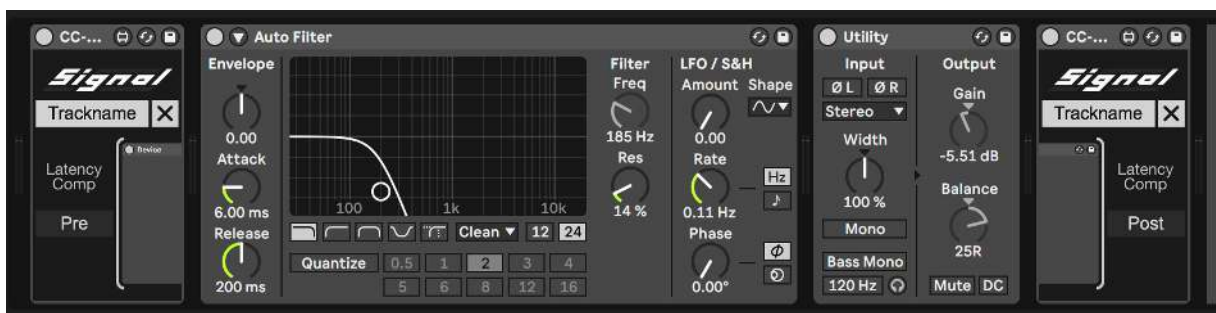 CC-...
Signal
Trackname
Latency
Comp
Pre
Device
Auto Filter
Envelope
0.00
Attack
6.00 ms
Release
200 ms
100
1k
10k
Clean
12
24
Quantize
0.5
1
2
3
4
5
6
8
12
16
Filter
Freq
185 Hz
Res
14 %
LFO / S&H
Amount
Shape
0.00
Rate
Hz
0.11 Hz
Phase
0.00°
Utility
Input
Ø L
Ø R
Stereo
Width
100 %
Mono
Bass Mono
120 Hz
Output
Gain
-5.51 dB
Balance
25R
Mute
DC
CC-...
Signal
Trackname
Latency
Comp
Post